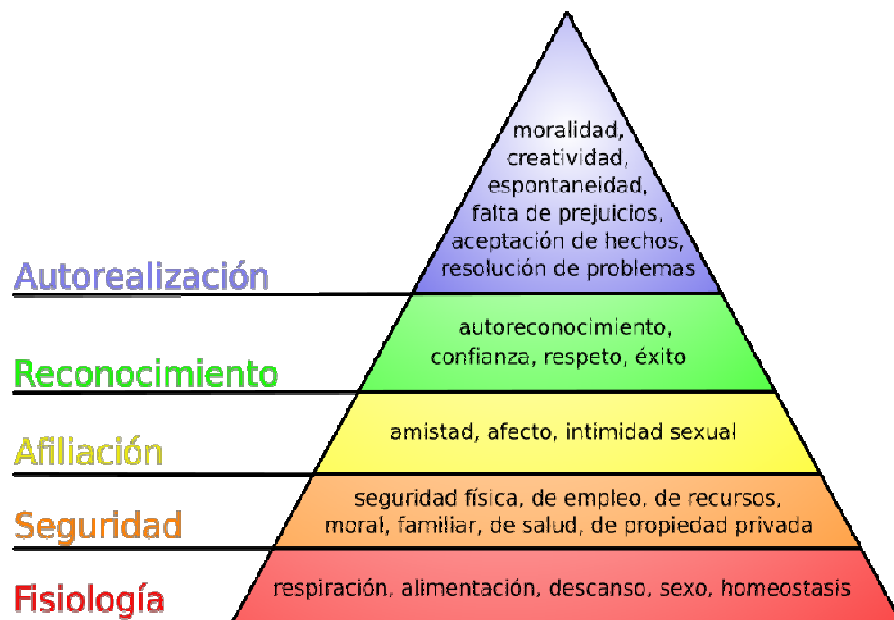 moralidad,
creatividad,
espontaneidad,
falta de prejuicios,
aceptación de hechos,
resolución de problemas
Autorealización
autoreconocimiento,
confianza, respeto, éxito
Reconocimiento
amistad, afecto, intimidad sexual
Afiliación
seguridad física, de empleo, de recursos,
moral, familiar, de salud, de propiedad privada
Seguridad
respiración, alimentación, descanso, sexo, homeostasis
Fisiología